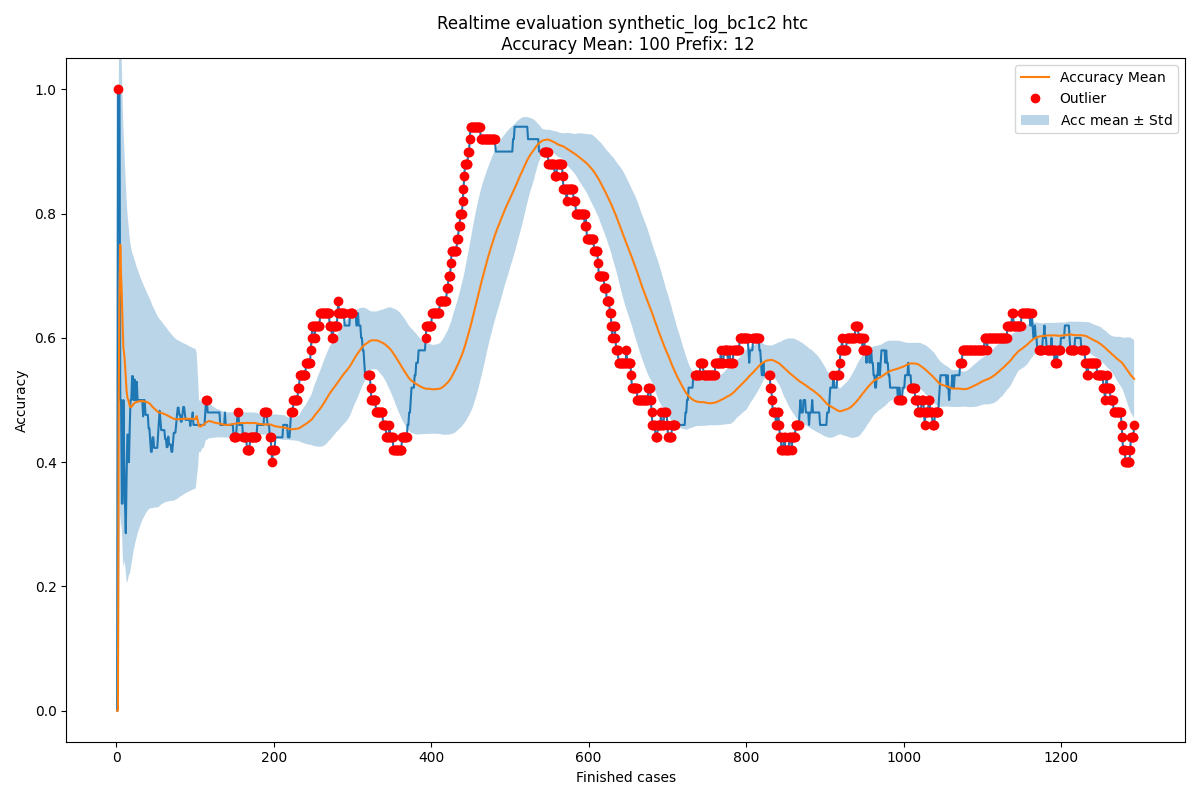 Realtime evaluation synthetic_log_bc1c2 htc
Accuracy Mean: 100 Prefix: 12
Accuracy Mean
Outlier
Acc mean ± Std
1.0
0.8
0.6
0.4
0.2
0.0
Accuracy
0 200 400 600 800 1000 1200
Finished cases